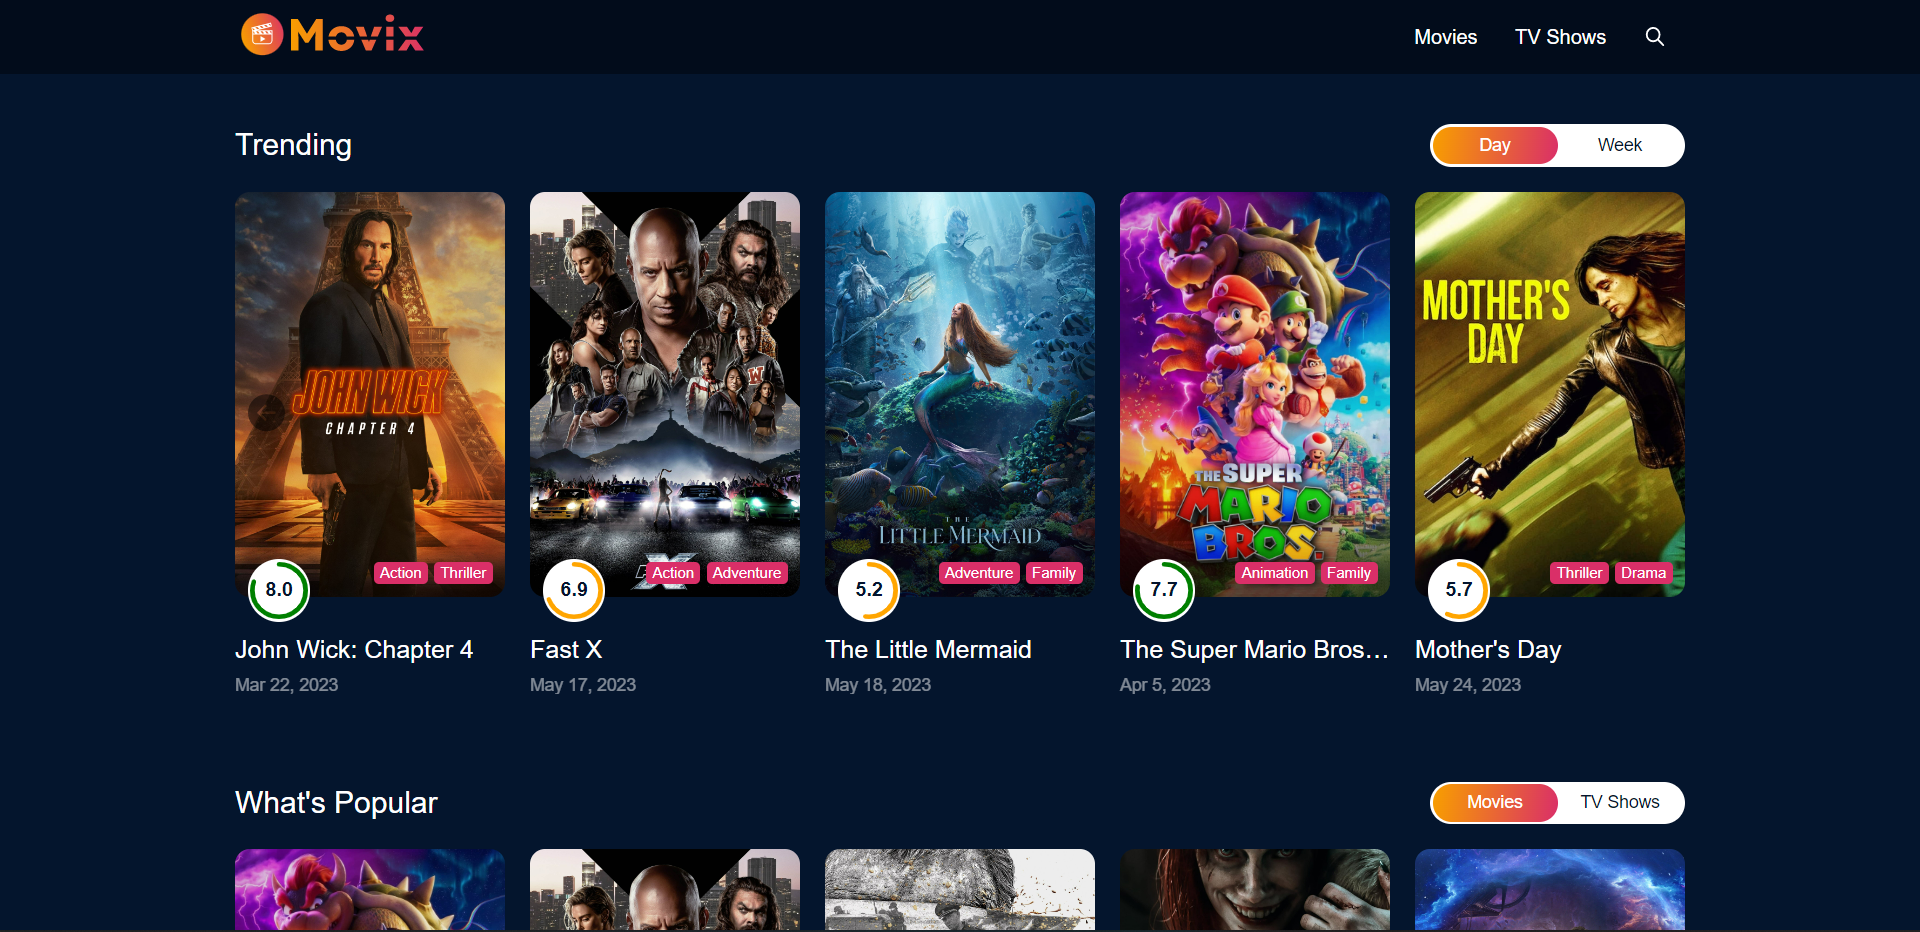 Movix
Movies
TV Shows
Trending
Day
Week
JOHN WICK
CHAPTER 4
8.0
Action
Thriller
John Wick: Chapter 4
Mar 22, 2023
W
6.9
Action
Adventure
Fast X
May 17, 2023
THE
LITTLE MERMAID
5.2
Adventure
Family
The Little Mermaid
May 18, 2023
THE SUPER
MARIO
BROS.
7.7
Animation
Family
The Super Mario Bros…
Apr 5, 2023
MOTHER'S
DAY
5.7
Thriller
Drama
Mother's Day
May 24, 2023
What's Popular
Movies
TV Shows